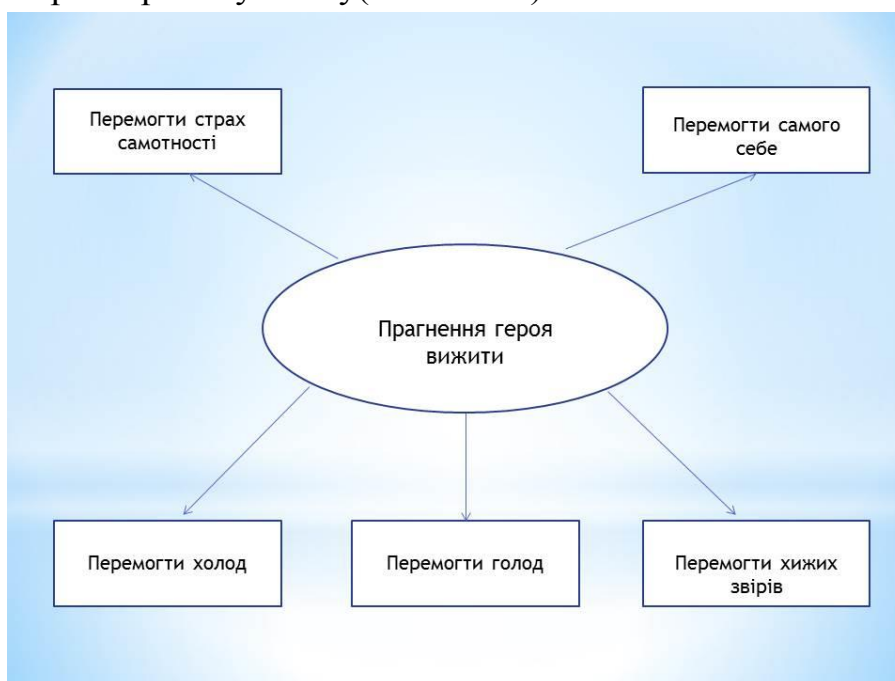 Перемогти страх
самотності
Перемогти самого
себе
Прагнення героя
вижити
Перемогти холод
Перемогти голод
Перемогти хижих
звірів